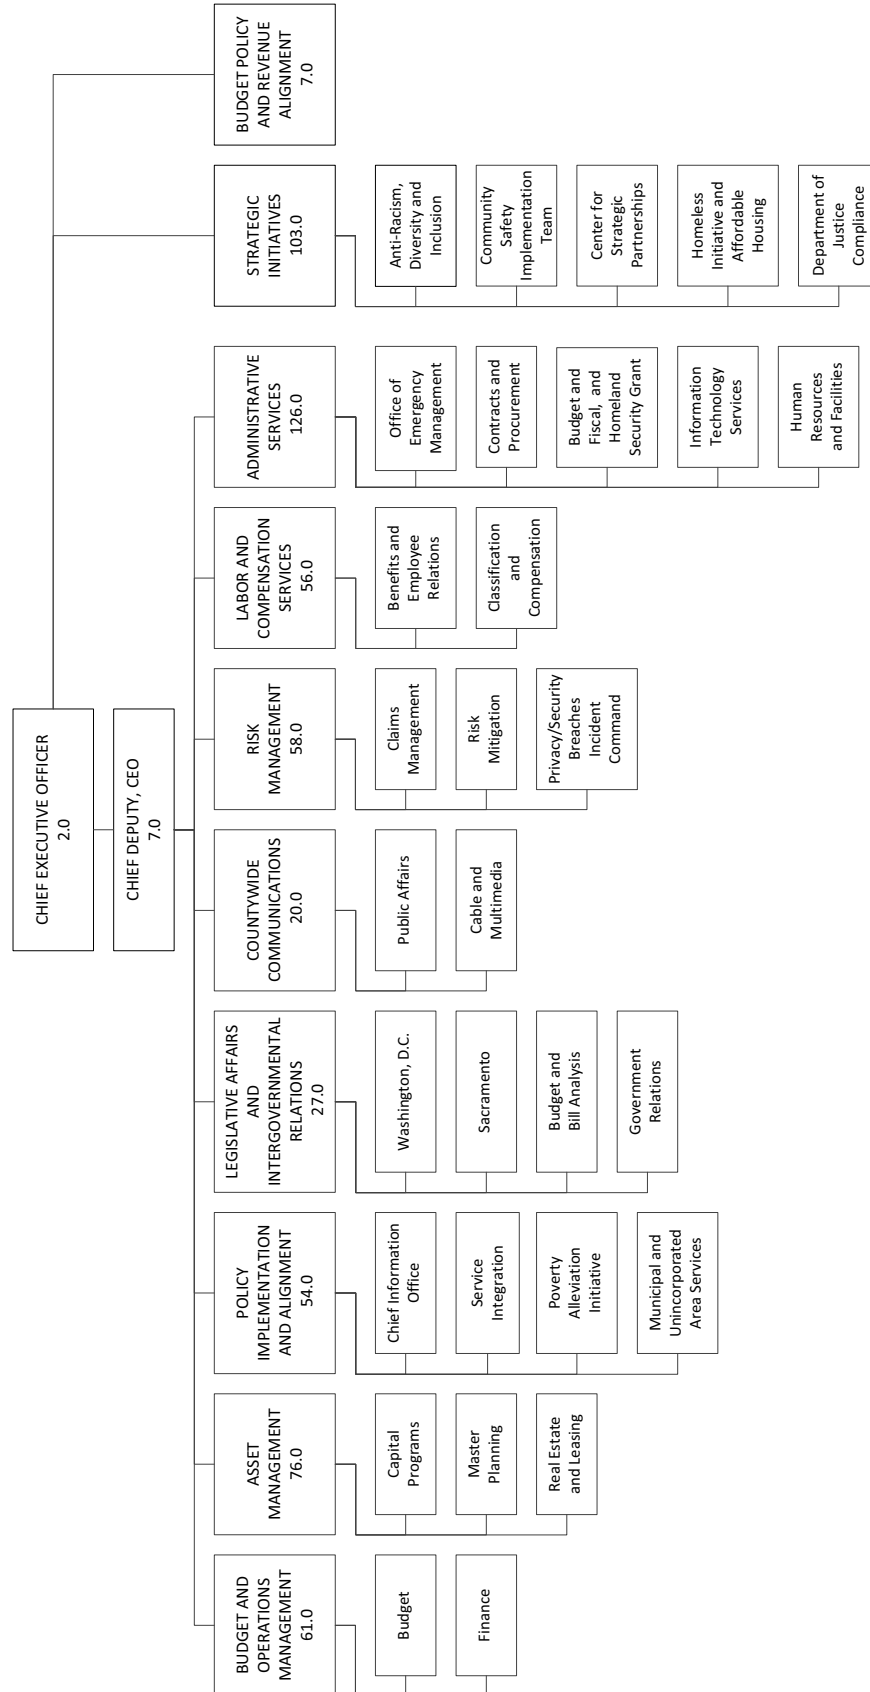 CHIEF EXECUTIVE OFFICER
2.0
CHIEF DEPUTY, CEO
7.0
BUDGET AND
OPERATIONS
MANAGEMENT
61.0
Budget
Finance
ASSET
MANAGEMENT
76.0
Capital
Programs
Master
Planning
Real Estate
and Leasing
POLICY
IMPLEMENTATION
AND ALIGNMENT
54.0
Chief Information
Office
Service
Integration
Poverty
Alleviation
Initiative
Municipal and
Unincorporated
Area Services
LEGISLATIVE AFFAIRS
AND
INTERGOVERNMENTAL
RELATIONS
27.0
Washington, D.C.
Sacramento
Budget and
Bill Analysis
Government
Relations
COUNTYWIDE
COMMUNICATIONS
20.0
Public Affairs
Cable and
Multimedia
RISK
MANAGEMENT
58.0
Claims
Management
Risk
Mitigation
Privacy/Security
Breaches
Incident
Command
LABOR AND
COMPENSATION
SERVICES
56.0
Benefits and
Employee
Relations
Classification
and
Compensation
ADMINISTRATIVE
SERVICES
126.0
Office of
Emergency
Management
Contracts and
Procurement
Budget and
Fiscal, and
Homeland
Security Grant
Information
Technology
Services
Human
Resources
and Facilities
STRATEGIC
INITIATIVES
103.0
Anti-Racism,
Diversity and
Inclusion
Community
Safety
Implementation
Team
Center for
Strategic
Partnerships
Homeless
Initiative and
Affordable
Housing
Department of
Justice
Compliance
BUDGET POLICY
AND REVENUE
ALIGNMENT
7.0